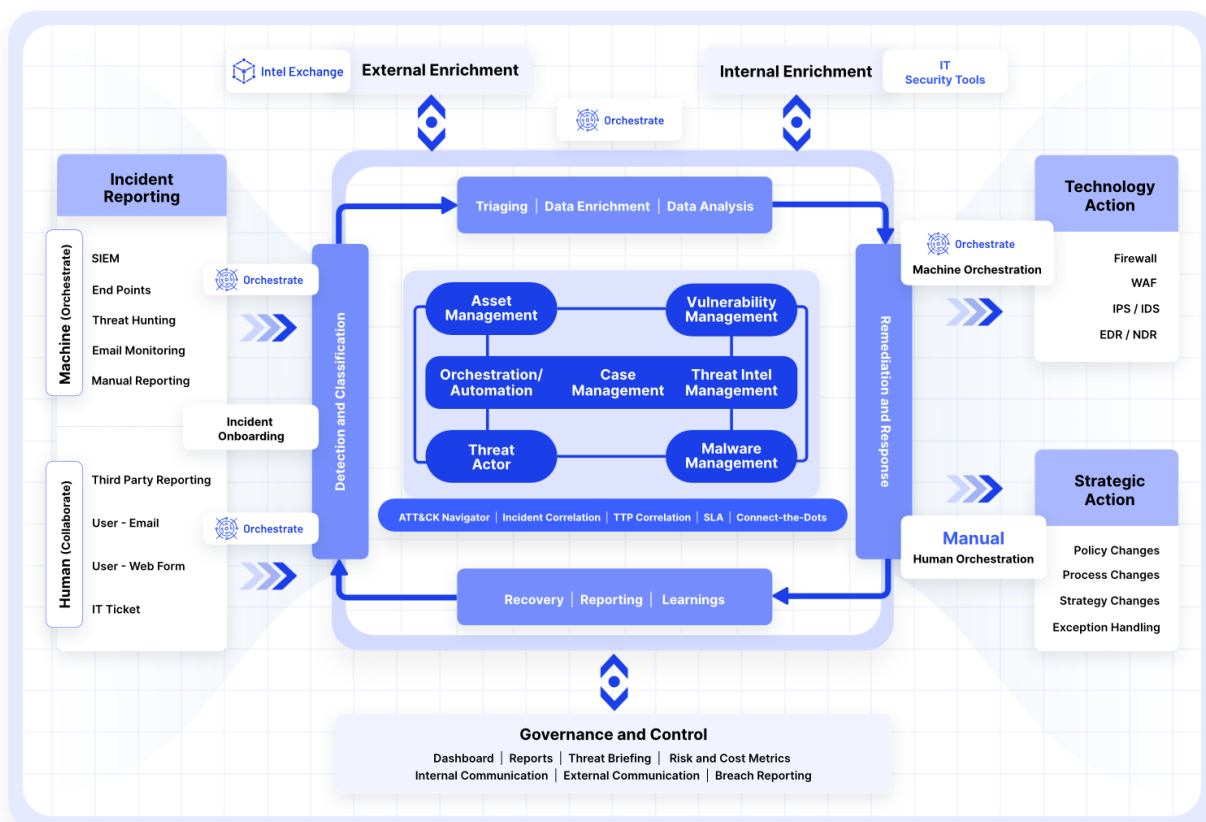 Intel Exchange
External Enrichment
Internal Enrichment
IT
Security Tools
Orchestrate
Incident
Reporting
Machine (Orchestrate)
SIEM
End Points
Threat Hunting
Email Monitoring
Manual Reporting
Orchestrate
Incident
Onboarding
Human (Collaborate)
Third Party Reporting
User - Email
User - Web Form
IT Ticket
Orchestrate
Detection and Classification
Triaging | Data Enrichment | Data Analysis
Asset
Management
Vulnerability
Management
Orchestration/
Automation
Case
Management
Threat Intel
Management
Threat
Actor
Malware
Management
ATT&CK Navigator | Incident Correlation | TTP Correlation | SLA | Connect-the-Dots
Recovery | Reporting | Learnings
Remediation and Response
Orchestrate
Machine Orchestration
Technology
Action
Firewall
WAF
IPS / IDS
EDR / NDR
Manual
Human Orchestration
Strategic
Action
Policy Changes
Process Changes
Strategy Changes
Exception Handling
Governance and Control
Dashboard | Reports | Threat Briefing | Risk and Cost Metrics
Internal Communication | External Communication | Breach Reporting